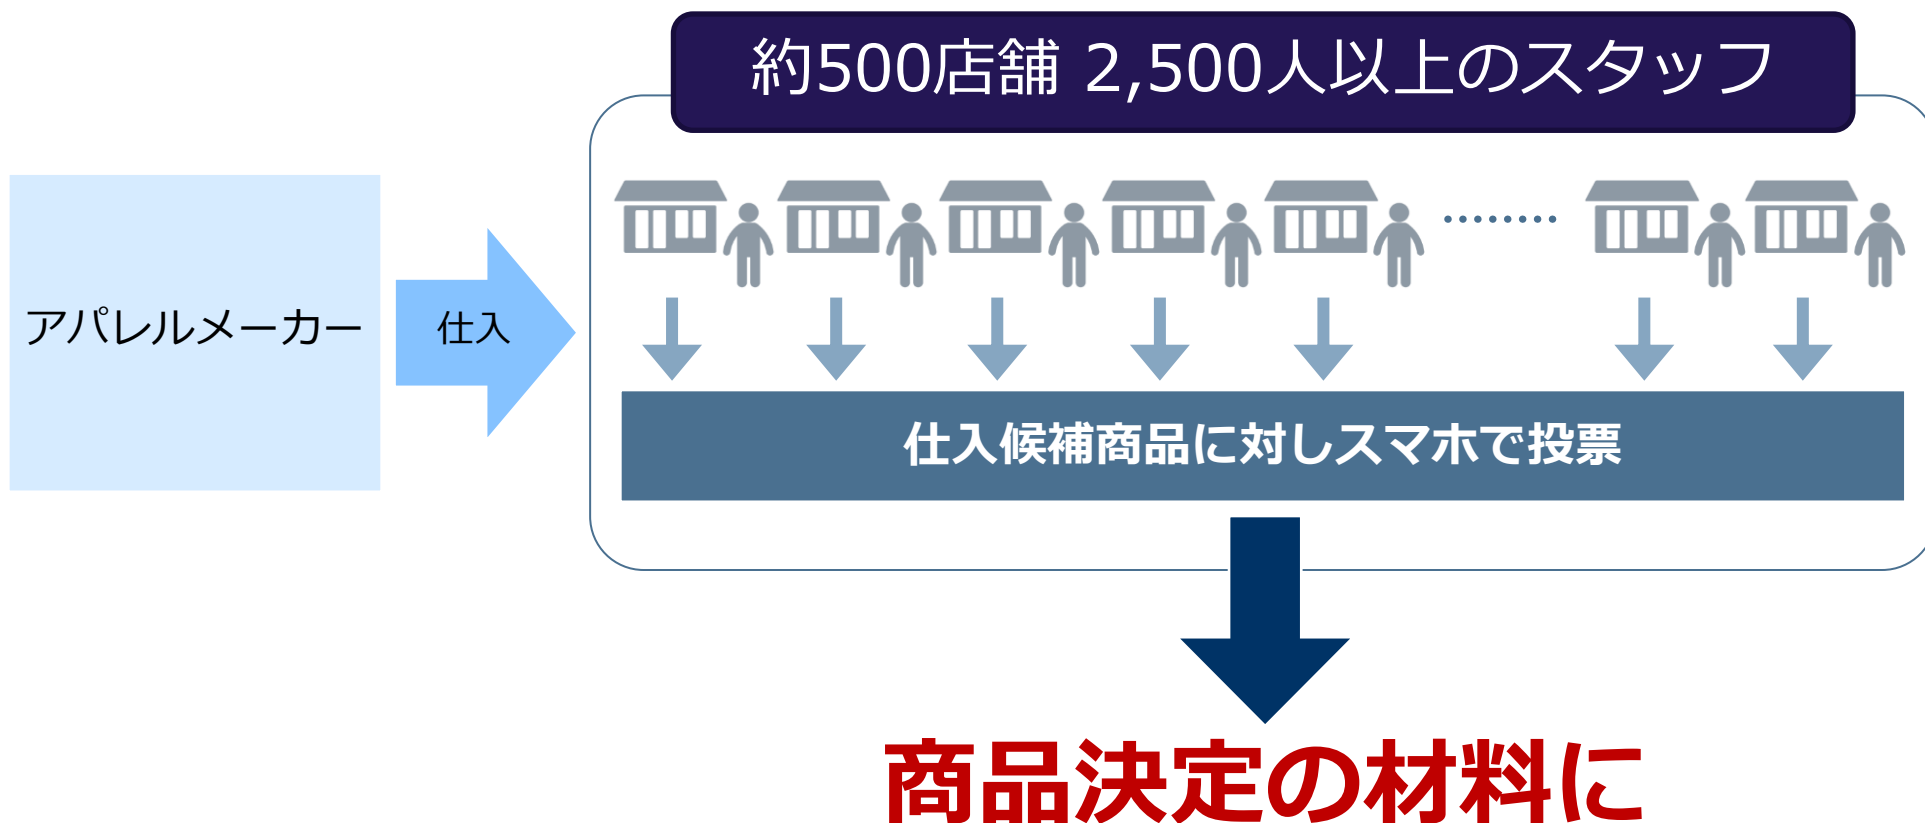 約500店舗 2,500人以上のスタッフ
アパレルメーカー
仕入
仕入候補商品に対しスマホで投票
商品決定の材料に